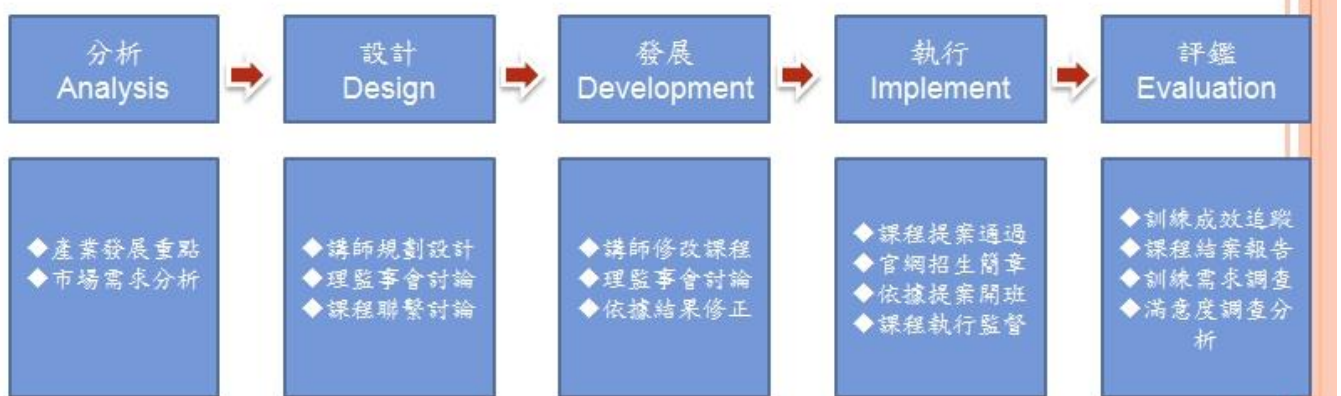 分析
Analysis
設計
Design
發展
Development
執行
Implement
評鑑
Evaluation
◆產業發展重點
◆市場需求分析
◆講師規劃設計
◆理監事會討論
◆課程聯繫討論
◆講師修改課程
◆理監事會討論
◆依據結果修正
◆課程提案通過
◆官網招生簡章
◆依據提案開班
◆課程執行監督
◆訓練成效追蹤
◆課程結案報告
◆訓練需求調查
◆滿意度調查分
析